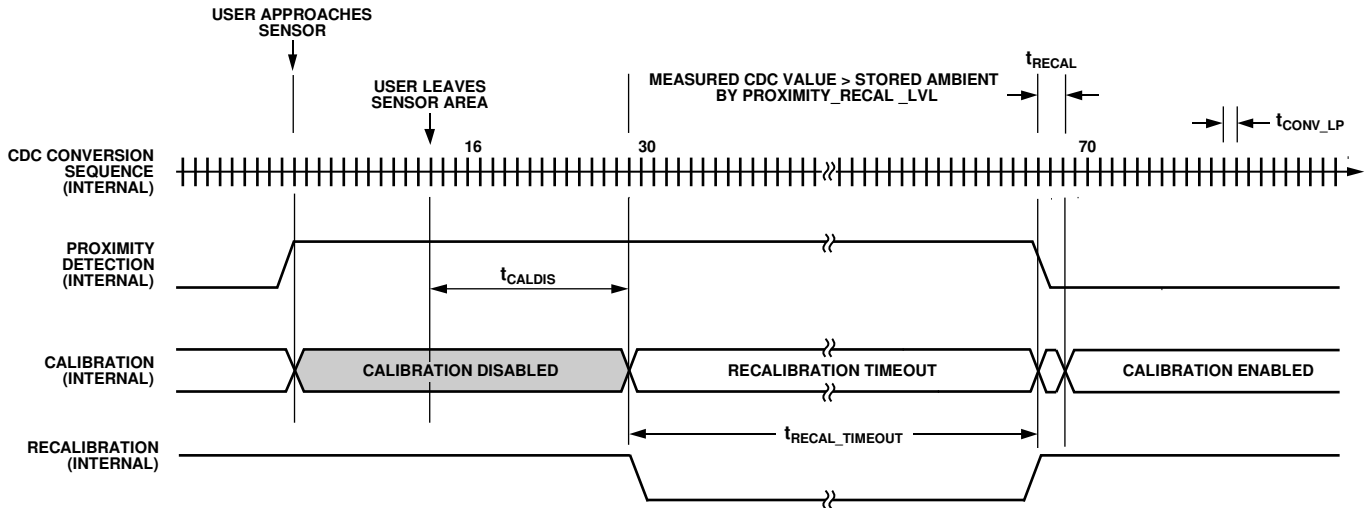 USER APPROACHES
SENSOR
USER LEAVES
SENSOR AREA
MEASURED CDC VALUE > STORED AMBIENT
BY PROXIMITY_RECAL _LVL
tRECAL
tCONV_LP
CDC CONVERSION
SEQUENCE
(INTERNAL)
16
30
70
PROXIMITY
DETECTION
(INTERNAL)
tCALDIS
CALIBRATION
(INTERNAL)
CALIBRATION DISABLED
RECALIBRATION TIMEOUT
CALIBRATION ENABLED
tRECAL_TIMEOUT
RECALIBRATION
(INTERNAL)